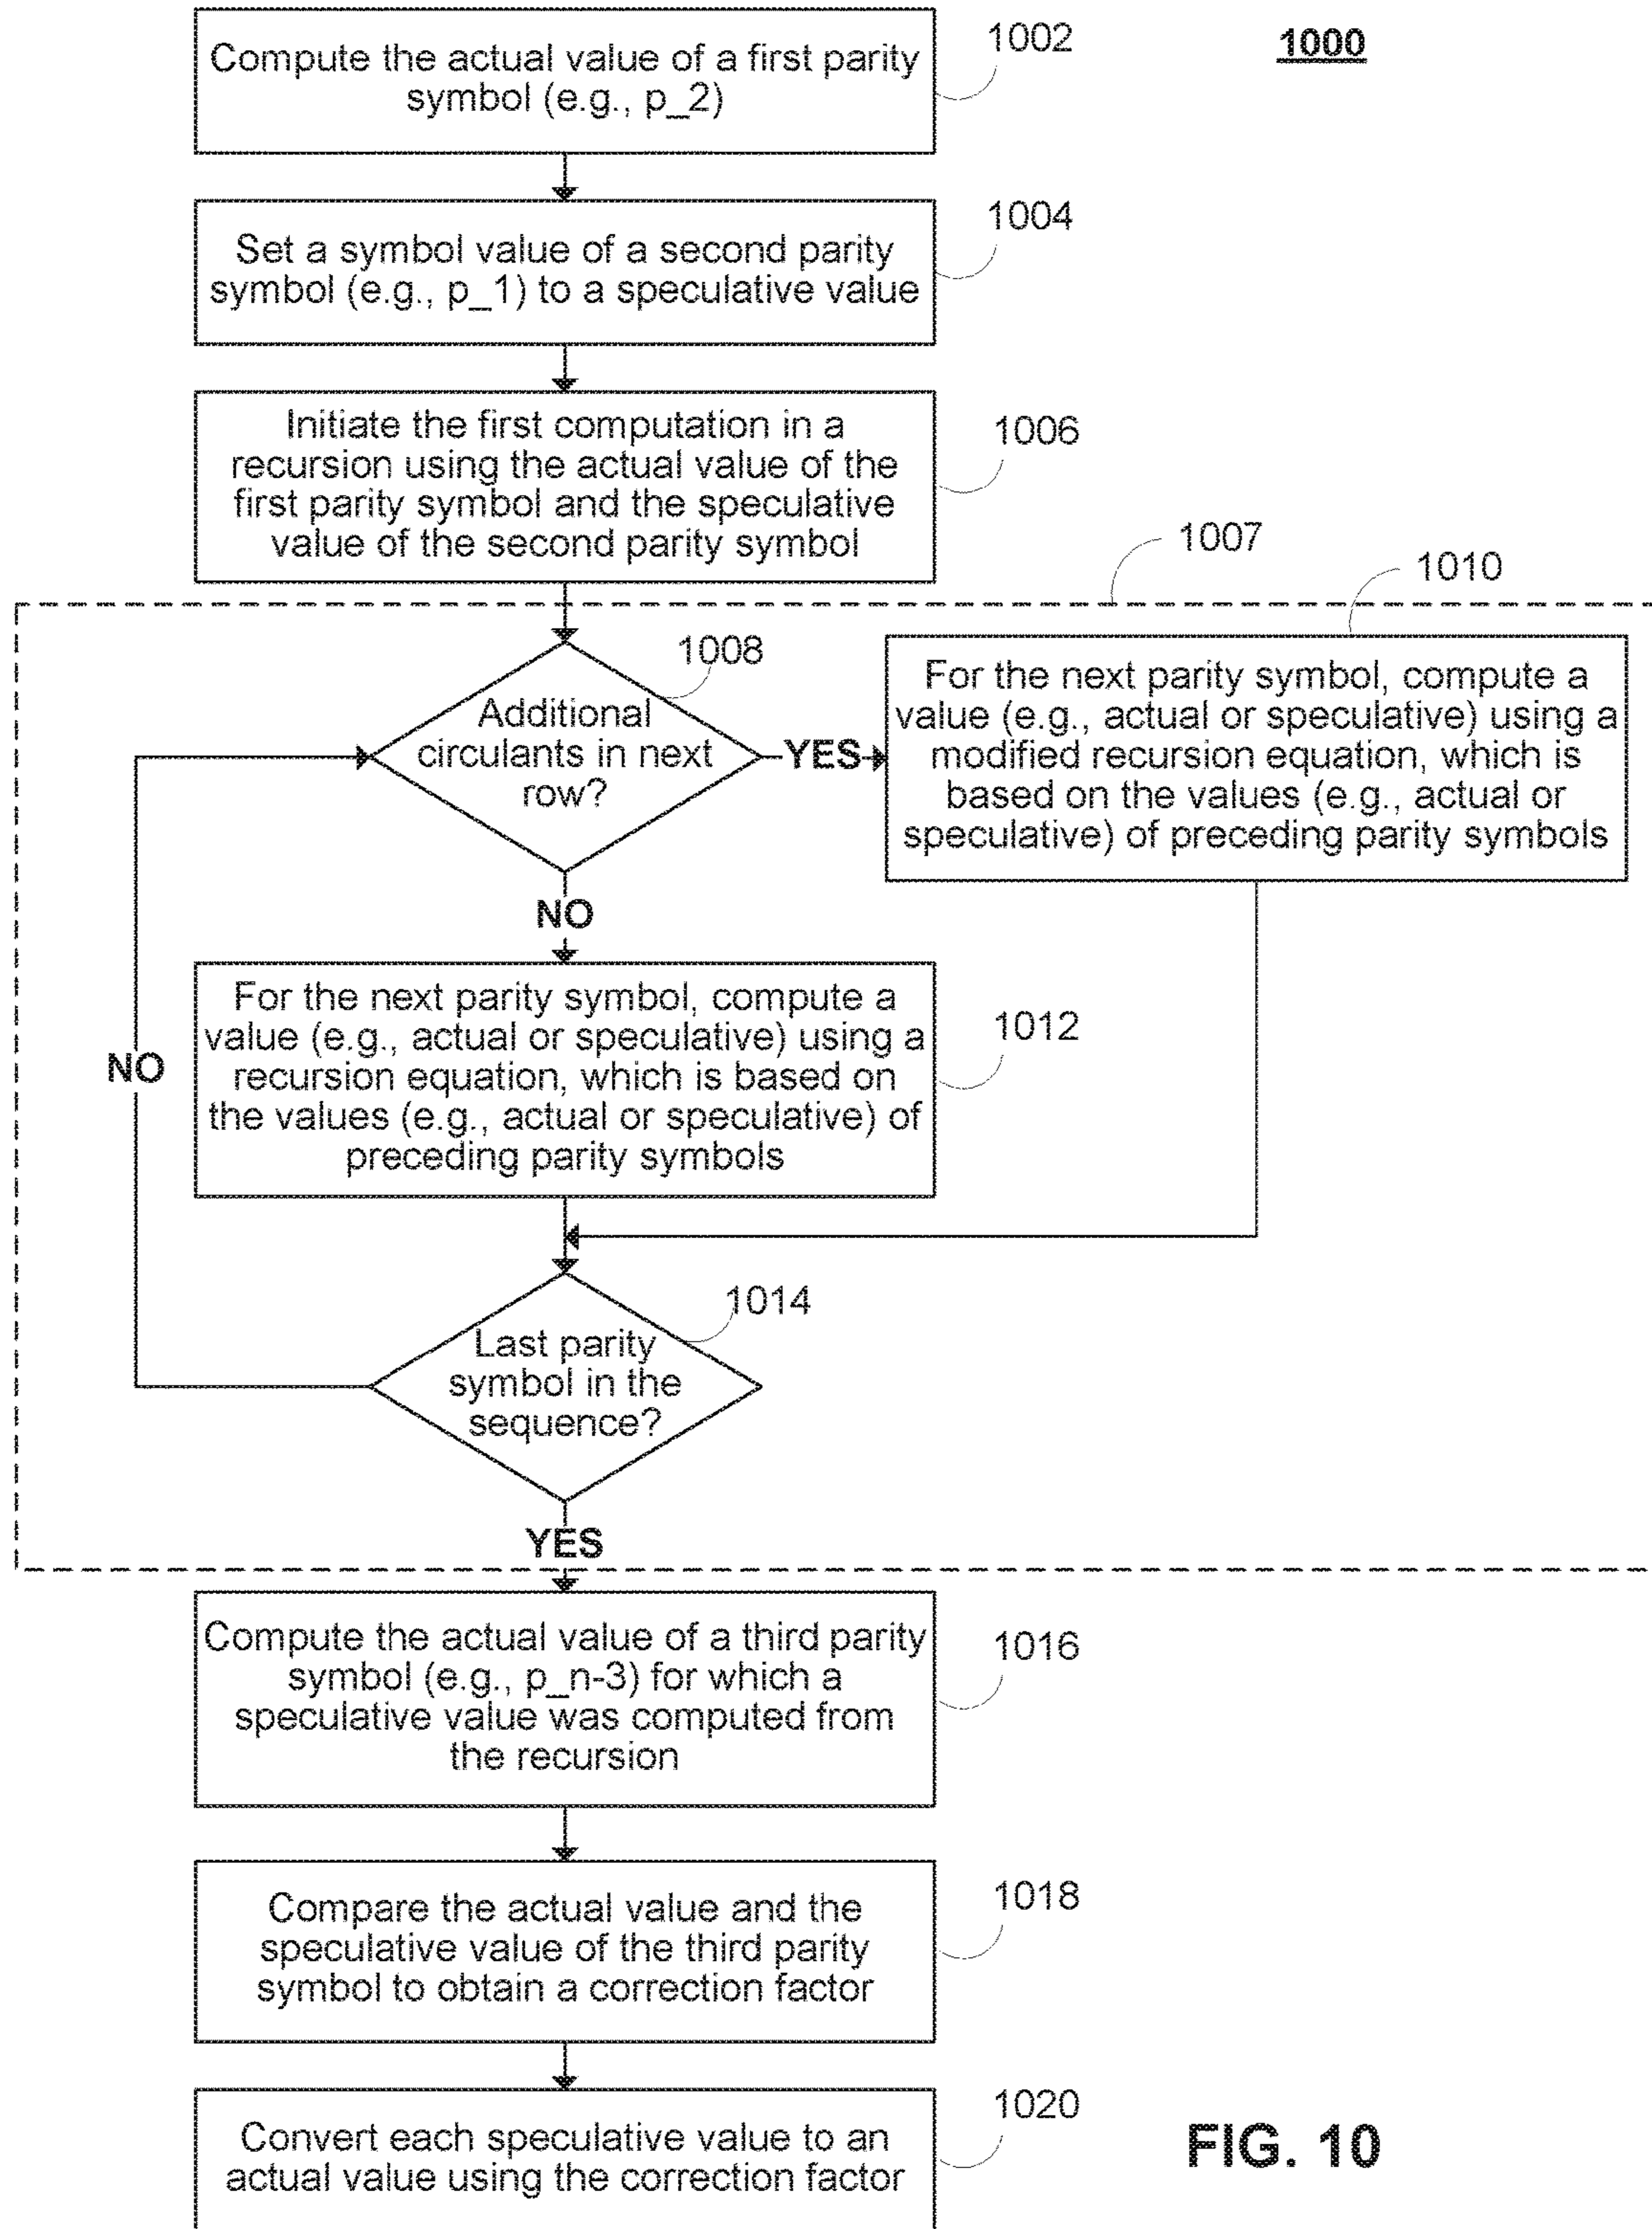 1000
Compute the actual value of a first parity
symbol (e.g., p_2)
1002
Set a symbol value of a second parity
symbol (e.g., p_1) to a speculative value
1004
Initiate the first computation in a
recursion using the actual value of the
first parity symbol and the speculative
value of the second parity symbol
1006
1007
Additional
circulants in next
row?
1008
YES
For the next parity symbol, compute a
value (e.g., actual or speculative) using a
modified recursion equation, which is
based on the values (e.g., actual or
speculative) of preceding parity symbols
1010
NO
For the next parity symbol, compute a
value (e.g., actual or speculative) using a
recursion equation, which is based on
the values (e.g., actual or speculative) of
preceding parity symbols
1012
NO
Last parity
symbol in the
sequence?
1014
YES
Compute the actual value of a third parity
symbol (e.g., p_n-3) for which a
speculative value was computed from
the recursion
1016
Compare the actual value and the
speculative value of the third parity
symbol to obtain a correction factor
1018
Convert each speculative value to an
actual value using the correction factor
1020
FIG. 10